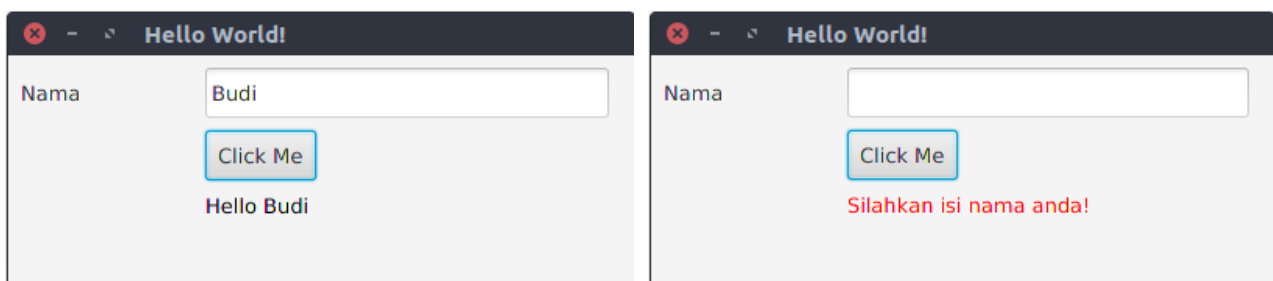 Hello World!
Nama
Budi
Click Me
Hello Budi
Hello World!
Nama
Click Me
Silahkan isi nama anda!